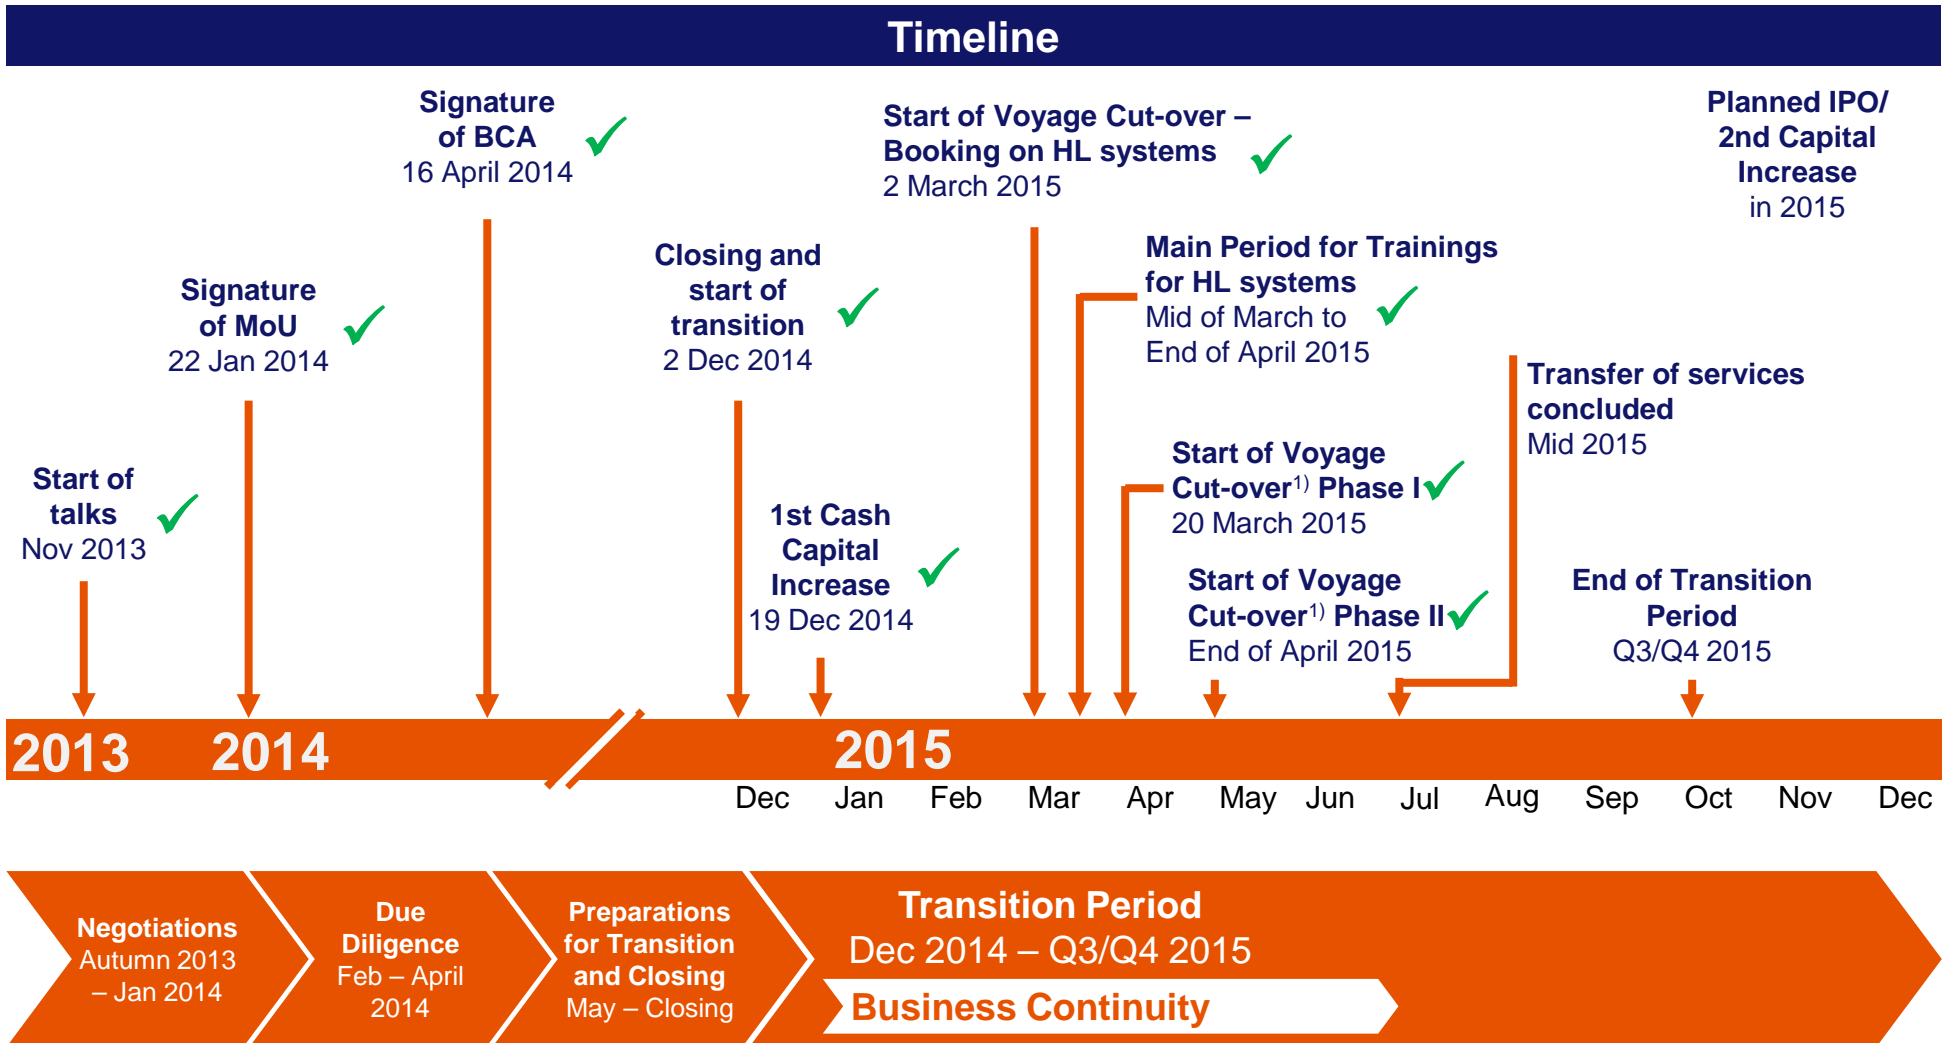 Timeline
Signature
of BCA
16 April 2014
Start of Voyage Cut-over –
Booking on HL systems
2 March 2015
Planned IPO/
2nd Capital
Increase
in 2015
Signature
of MoU
22 Jan 2014
Closing and
start of
transition
2 Dec 2014
Main Period for Trainings
for HL systems
Mid of March to
End of April 2015
Transfer of services
concluded
Mid 2015
Start of
talks
Nov 2013
1st Cash
Capital
Increase
19 Dec 2014
Start of Voyage
Cut-over1) Phase I
20 March 2015
Start of Voyage
Cut-over1) Phase II
End of April 2015
End of Transition
Period
Q3/Q4 2015
2013 2014 2015
Dec Jan Feb Mar Apr May Jun Jul Aug Sep Oct Nov Dec
Negotiations
Autumn 2013
– Jan 2014
Due
Diligence
Feb – April
2014
Preparations
for Transition
and Closing
May – Closing
Transition Period
Dec 2014 – Q3/Q4 2015
Business Continuity